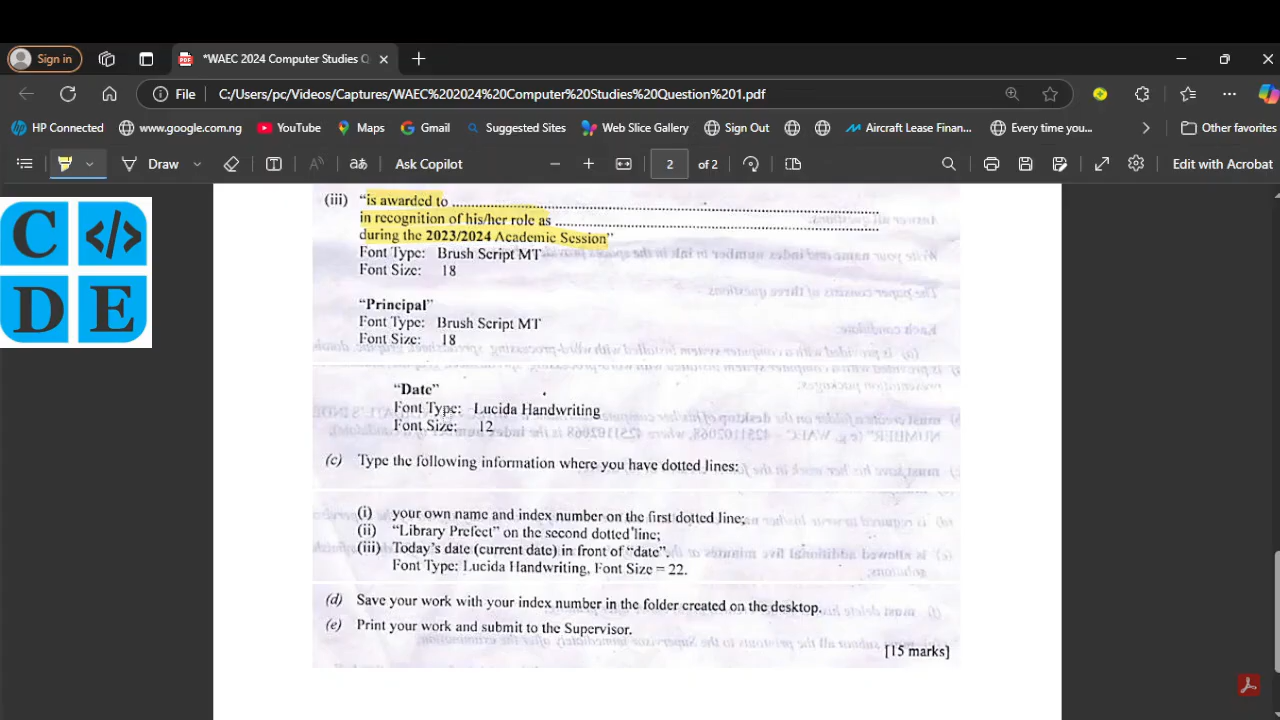 Sign in
*WAEC 2024 Computer Studies Q
File C:/Users/pc/Videos/Captures/WAEC%202024%20Computer%20Studies%20Question%201.pdf
HP Connected www.google.com.ng YouTube Maps Gmail Suggested Sites Web Slice Gallery Sign Out Aircraft Lease Finan... Every time you... Other favorites
Draw aあ Ask Copilot 2 of 2 Edit with Acrobat
C </>
D E
(iii) “is awarded to ........................................
in recognition of his/her role as ........................................
during the 2023/2024 Academic Session”
Font Type: Brush Script MT
Font Size: 18
“Principal”
Font Type: Brush Script MT
Font Size: 18
“Date”
Font Type: Lucida Handwriting
Font Size: 12
(c) Type the following information where you have dotted lines:
(i) your own name and index number on the first dotted line;
(ii) “Library Prefect” on the second dotted line;
(iii) Today's date (current date) in front of “date”.
Font Type: Lucida Handwriting, Font Size = 22.
(d) Save your work with your index number in the folder created on the desktop.
(e) Print your work and submit to the Supervisor.
[15 marks]